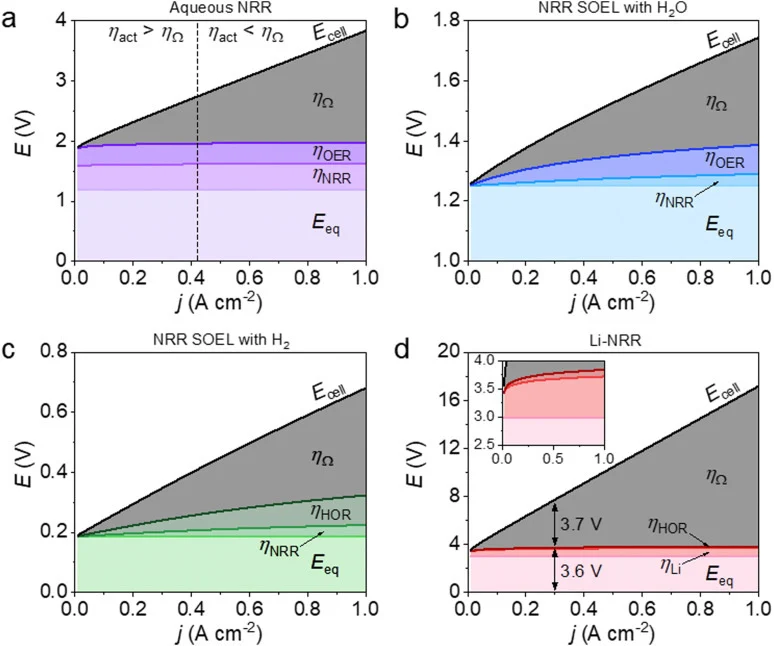 a
Aqueous NRR
4
3
2
1
0
E (V)
ηact > ηΩ
ηact < ηΩ
Ecell
ηΩ
ηOER
ηNRR
Eeq
0.0 0.2 0.4 0.6 0.8 1.0
j (A cm-2)
b
NRR SOEL with H2O
1.8
1.6
1.4
1.2
1.0
E (V)
Ecell
ηΩ
ηOER
ηNRR
Eeq
0.0 0.2 0.4 0.6 0.8 1.0
j (A cm-2)
c
NRR SOEL with H2
0.8
0.6
0.4
0.2
0.0
E (V)
Ecell
ηΩ
ηHOR
ηNRR
Eeq
0.0 0.2 0.4 0.6 0.8 1.0
j (A cm-2)
d
Li-NRR
20
16
12
8
4
0
E (V)
4.0
3.5
3.0
2.5
0.0 0.5 1.0
Ecell
ηΩ
3.7 V
ηHOR
3.6 V
ηLi
Eeq
0.0 0.2 0.4 0.6 0.8 1.0
j (A cm-2)